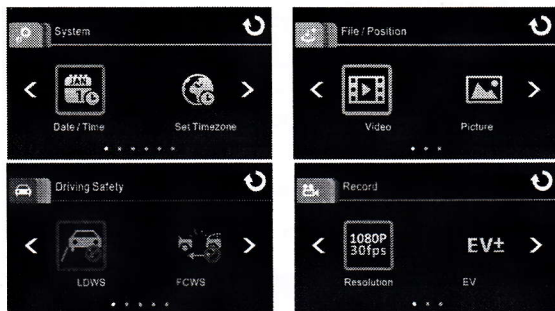 System
JAN
Date / Time
Set Timezone
File / Position
Video
Picture
Driving Safety
LDWS
FCWS
Record
1080P
30fps
EV±
Resolution
EV